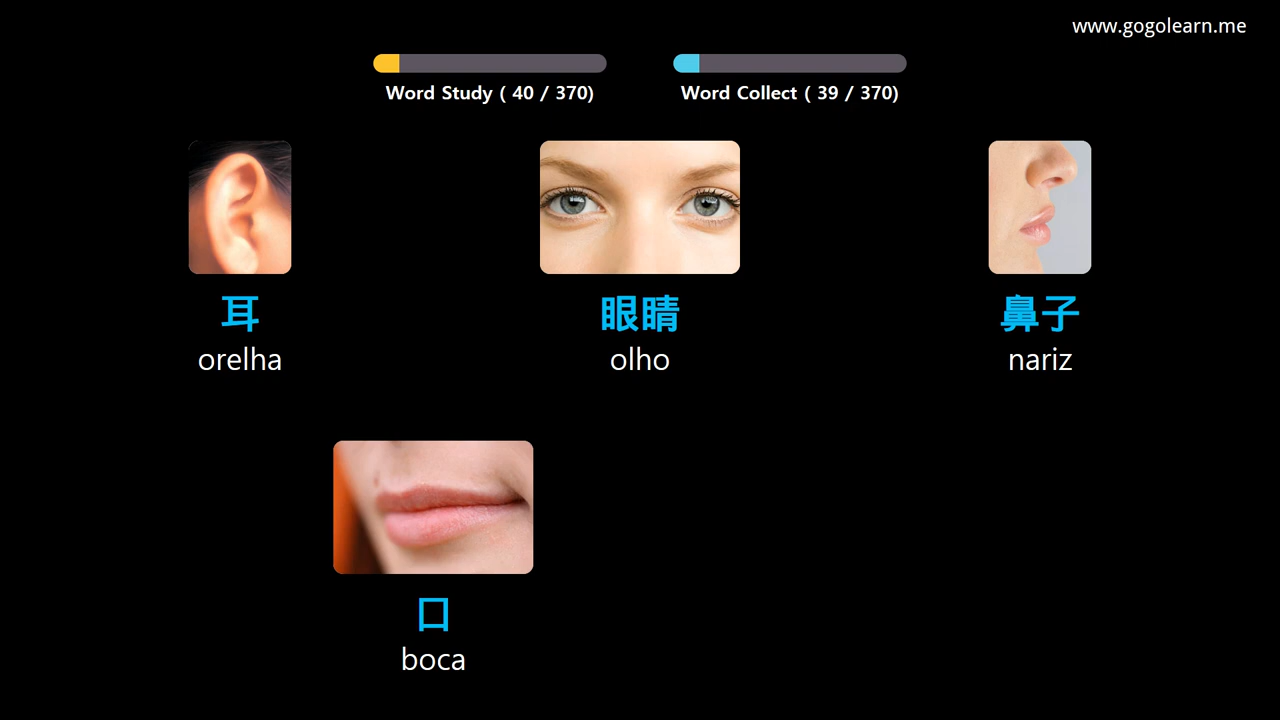 www.gogolearn.me
Word Study ( 40 / 370)
Word Collect ( 39 / 370)
耳
orelha
眼睛
olho
鼻子
nariz
口
boca